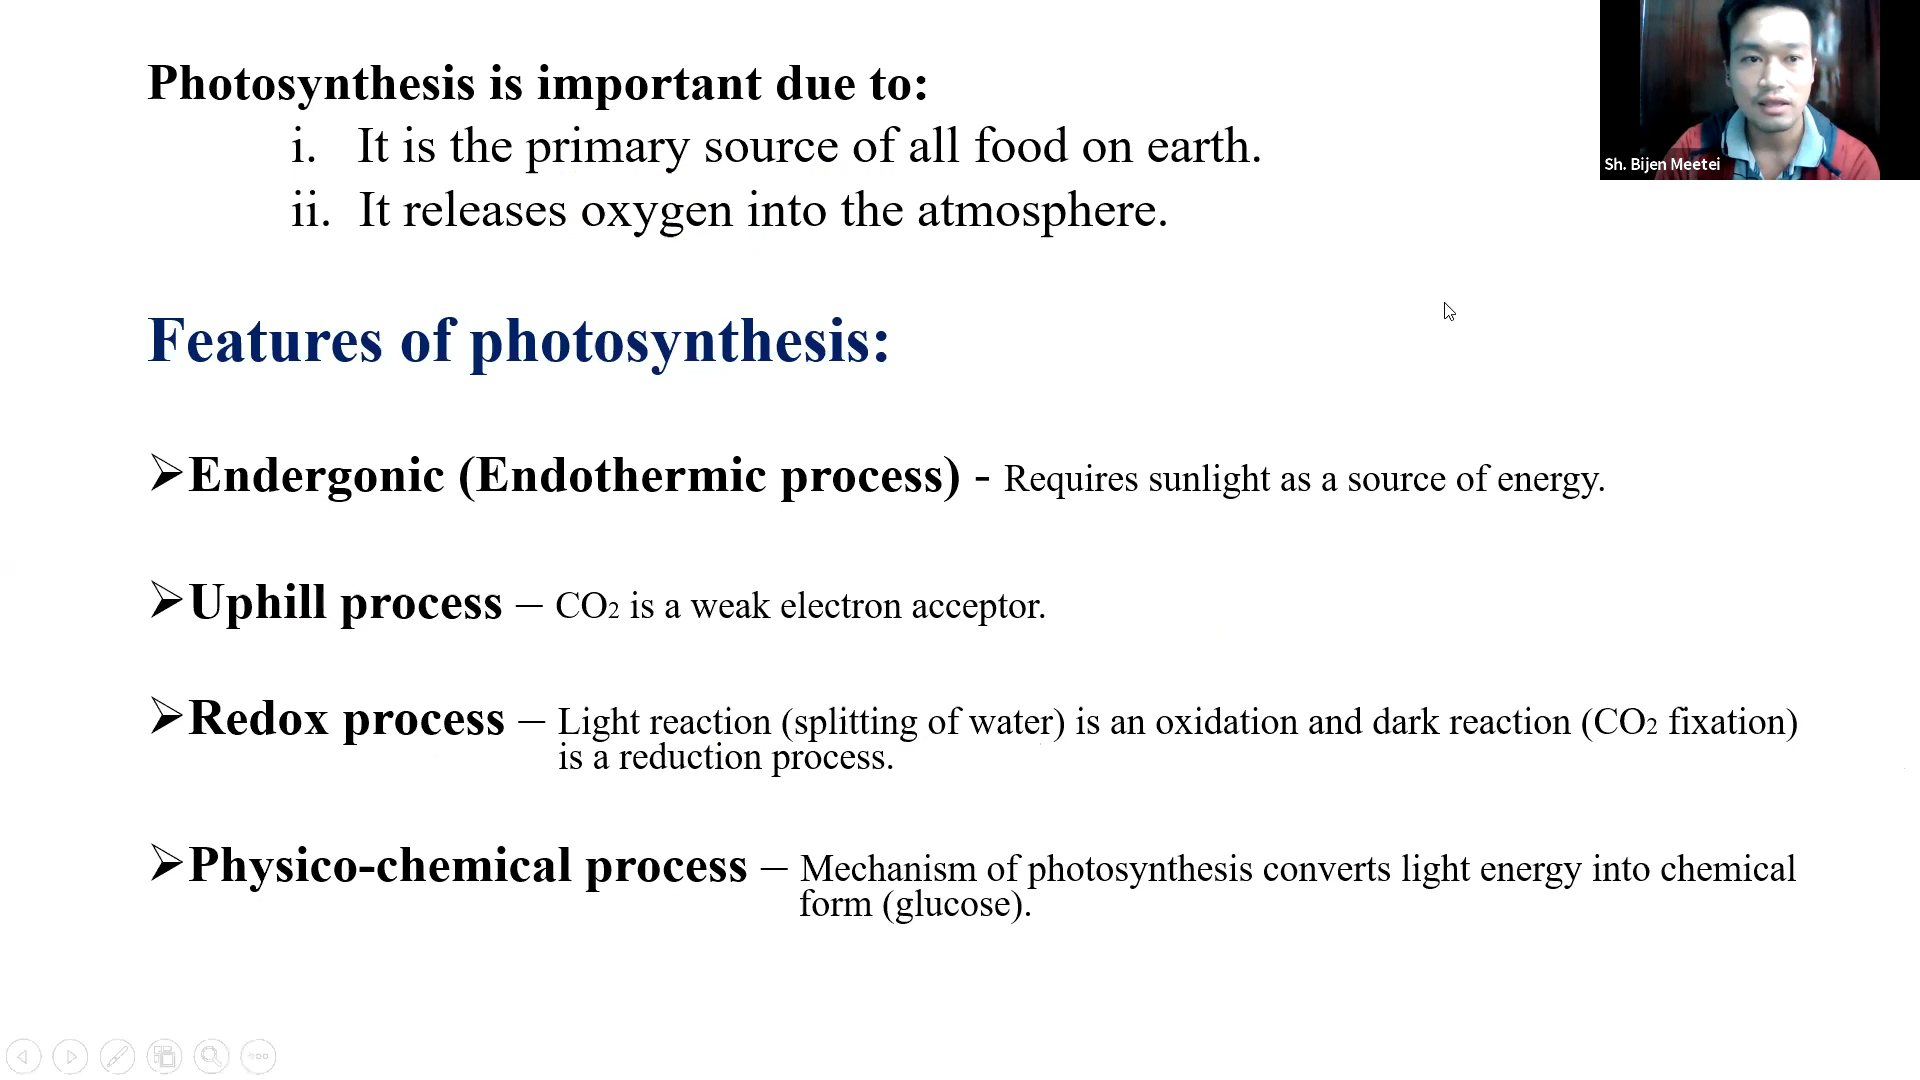 Photosynthesis is important due to:
i. It is the primary source of all food on earth.
ii. It releases oxygen into the atmosphere.
Sh. Bijen Meetei
Features of photosynthesis:
➢Endergonic (Endothermic process) - Requires sunlight as a source of energy.
➢Uphill process – CO2 is a weak electron acceptor.
➢Redox process – Light reaction (splitting of water) is an oxidation and dark reaction (CO2 fixation)
is a reduction process.
➢Physico-chemical process – Mechanism of photosynthesis converts light energy into chemical
form (glucose).